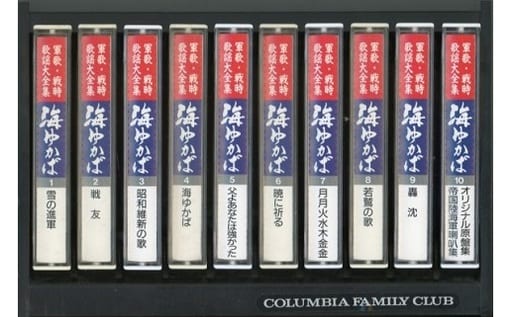 軍歌・戦時
歌謡大全集
海ゆかば
1
雪の進軍
軍歌・戦時
歌謡大全集
海ゆかば
2
戦友
軍歌・戦時
歌謡大全集
海ゆかば
3
昭和維新の歌
軍歌・戦時
歌謡大全集
海ゆかば
4
海ゆかば
軍歌・戦時
歌謡大全集
海ゆかば
5
父よあなたは強かった
軍歌・戦時
歌謡大全集
海ゆかば
6
暁に祈る
軍歌・戦時
歌謡大全集
海ゆかば
7
月月火水木金金
軍歌・戦時
歌謡大全集
海ゆかば
8
若鷲の歌
軍歌・戦時
歌謡大全集
海ゆかば
9
轟沈
軍歌・戦時
歌謡大全集
海ゆかば
10
オリジナル原盤集
帝国陸海軍喇叭集
COLUMBIA FAMILY CLUB